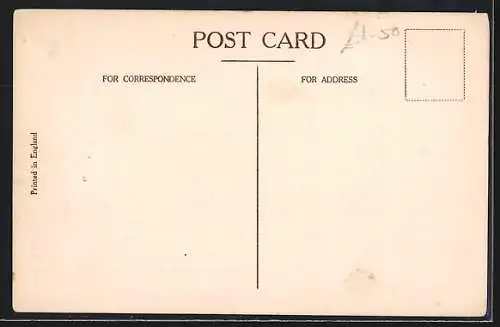 POST CARD
£1-50
FOR CORRESPONDENCE
FOR ADDRESS
Printed in England